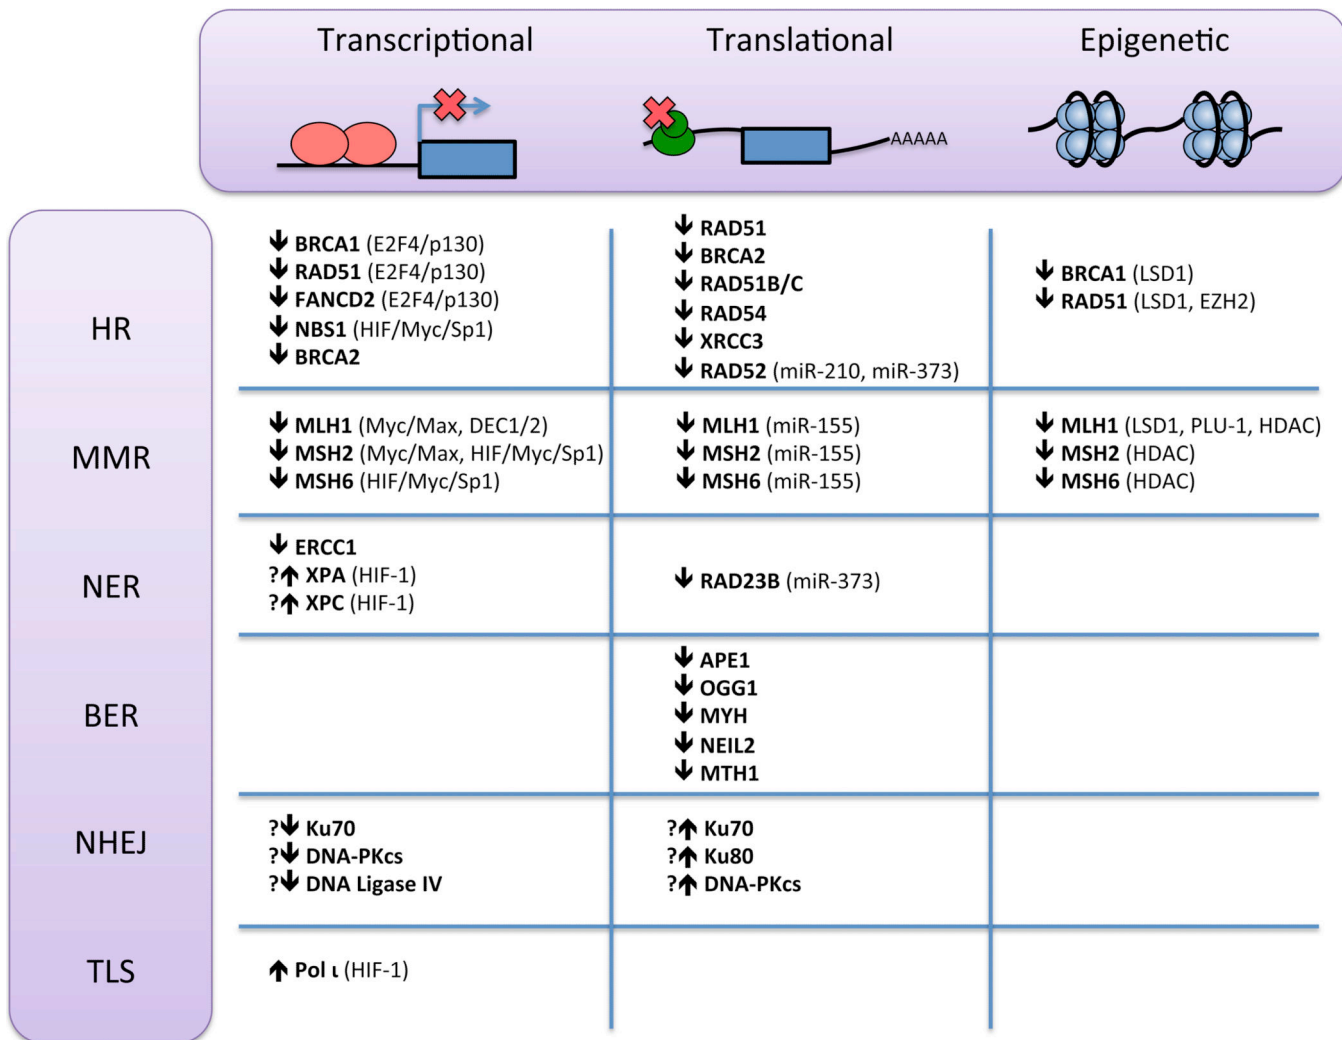 Transcriptional
Translational
Epigenetic
AAAAA
HR
↓ BRCA1 (E2F4/p130)
↓ RAD51 (E2F4/p130)
↓ FANCD2 (E2F4/p130)
↓ NBS1 (HIF/Myc/Sp1)
↓ BRCA2
↓ RAD51
↓ BRCA2
↓ RAD51B/C
↓ RAD54
↓ XRCC3
↓ RAD52 (miR-210, miR-373)
↓ BRCA1 (LSD1)
↓ RAD51 (LSD1, EZH2)
MMR
↓ MLH1 (Myc/Max, DEC1/2)
↓ MSH2 (Myc/Max, HIF/Myc/Sp1)
↓ MSH6 (HIF/Myc/Sp1)
↓ MLH1 (miR-155)
↓ MSH2 (miR-155)
↓ MSH6 (miR-155)
↓ MLH1 (LSD1, PLU-1, HDAC)
↓ MSH2 (HDAC)
↓ MSH6 (HDAC)
NER
↓ ERCC1
?↑ XPA (HIF-1)
?↑ XPC (HIF-1)
↓ RAD23B (miR-373)
BER
↓ APE1
↓ OGG1
↓ MYH
↓ NEIL2
↓ MTH1
NHEJ
?↓ Ku70
?↓ DNA-PKcs
?↓ DNA Ligase IV
?↑ Ku70
?↑ Ku80
?↑ DNA-PKcs
TLS
↑ Pol ι (HIF-1)